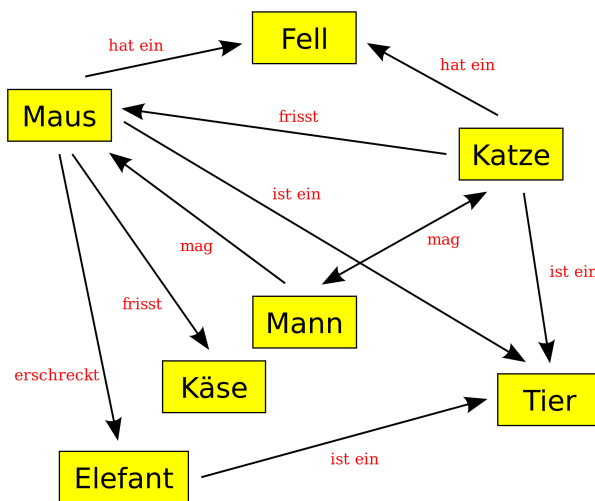 Fell
hat ein
hat ein
Maus
frisst
Katze
ist ein
mag
mag
ist ein
frisst
Mann
erschreckt
Käse
Tier
ist ein
Elefant